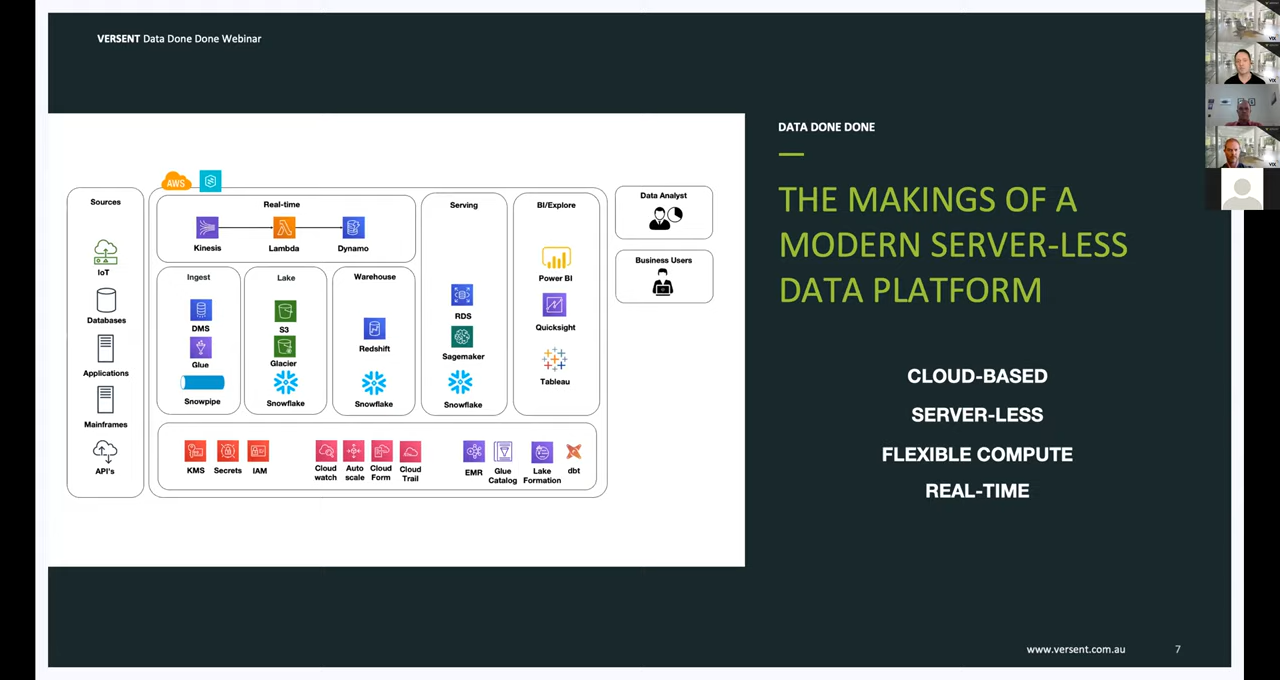 VERSENT Data Done Done Webinar
AWS
Sources
IoT
Databases
Applications
Mainframes
API's
Real-time
Kinesis
Lambda
Dynamo
Ingest
DMS
Glue
Snowpipe
Lake
S3
Glacier
Snowflake
Warehouse
Redshift
Snowflake
Serving
RDS
Sagemaker
Snowflake
BI/Explore
Power BI
Quicksight
Tableau
KMS
Secrets
IAM
Cloud
watch
Auto
scale
Cloud
Form
Cloud
Trail
EMR
Glue
Catalog
Lake
Formation
dbt
Data Analyst
Business Users
DATA DONE DONE
THE MAKINGS OF A
MODERN SERVER-LESS
DATA PLATFORM
CLOUD-BASED
SERVER-LESS
FLEXIBLE COMPUTE
REAL-TIME
www.versent.com.au
7